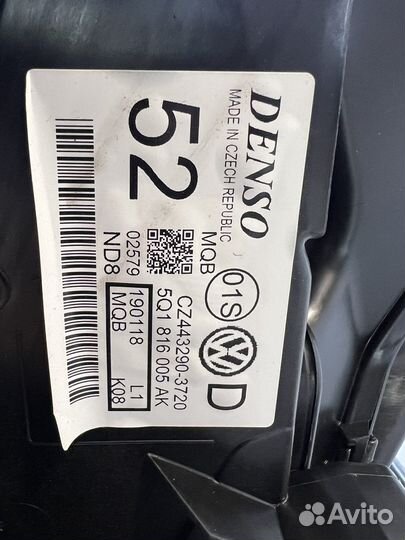 DENSO
MADE IN CZECH REPUBLIC
52
MQB
01S
D
CZ443290-3720
5Q1 816 005 AK
02579 190118 L1
ND8 MQB K08
Avito